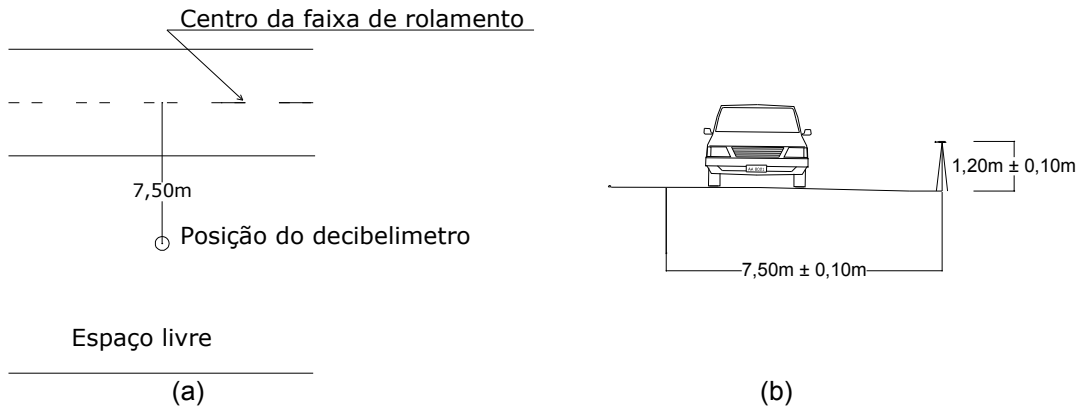 Centro da faixa de rolamento
7,50m
Posição do decibelimetro
Espaço livre
(a)
1,20m ± 0,10m
7,50m ± 0,10m
(b)